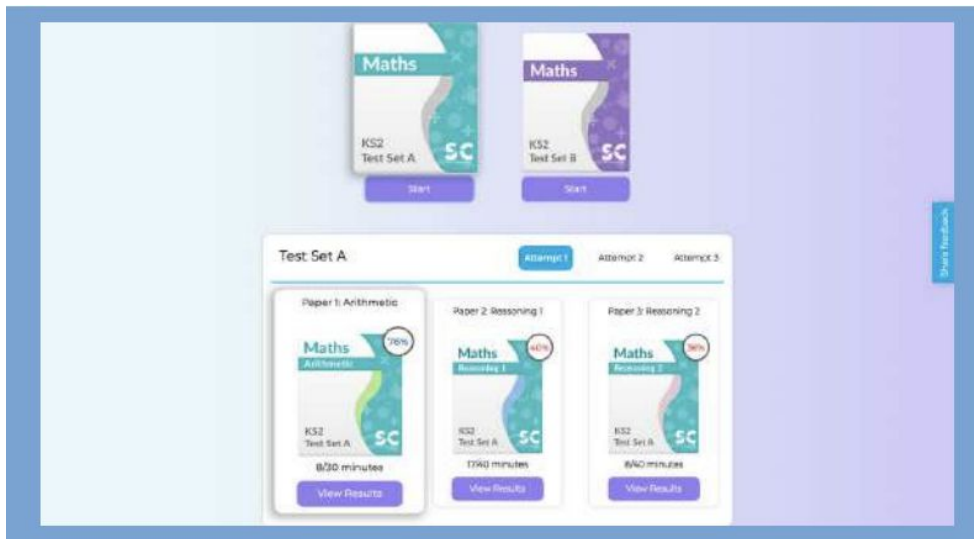 Maths
KS2
Test Set A
SC
Start
Maths
KS2
Test Set B
SC
Start
Share feedback
Test Set A
Attempt 1
Attempt 2
Attempt 3
Paper 1: Arithmetic
76%
Maths
Arithmetic
KS2
Test Set A
SC
8/30 minutes
View Results
Paper 2: Reasoning 1
40%
Maths
Reasoning 1
KS2
Test Set A
SC
17/40 minutes
View Results
Paper 3: Reasoning 2
Maths
Reasoning 2
KS2
Test Set A
SC
8/40 minutes
View Results